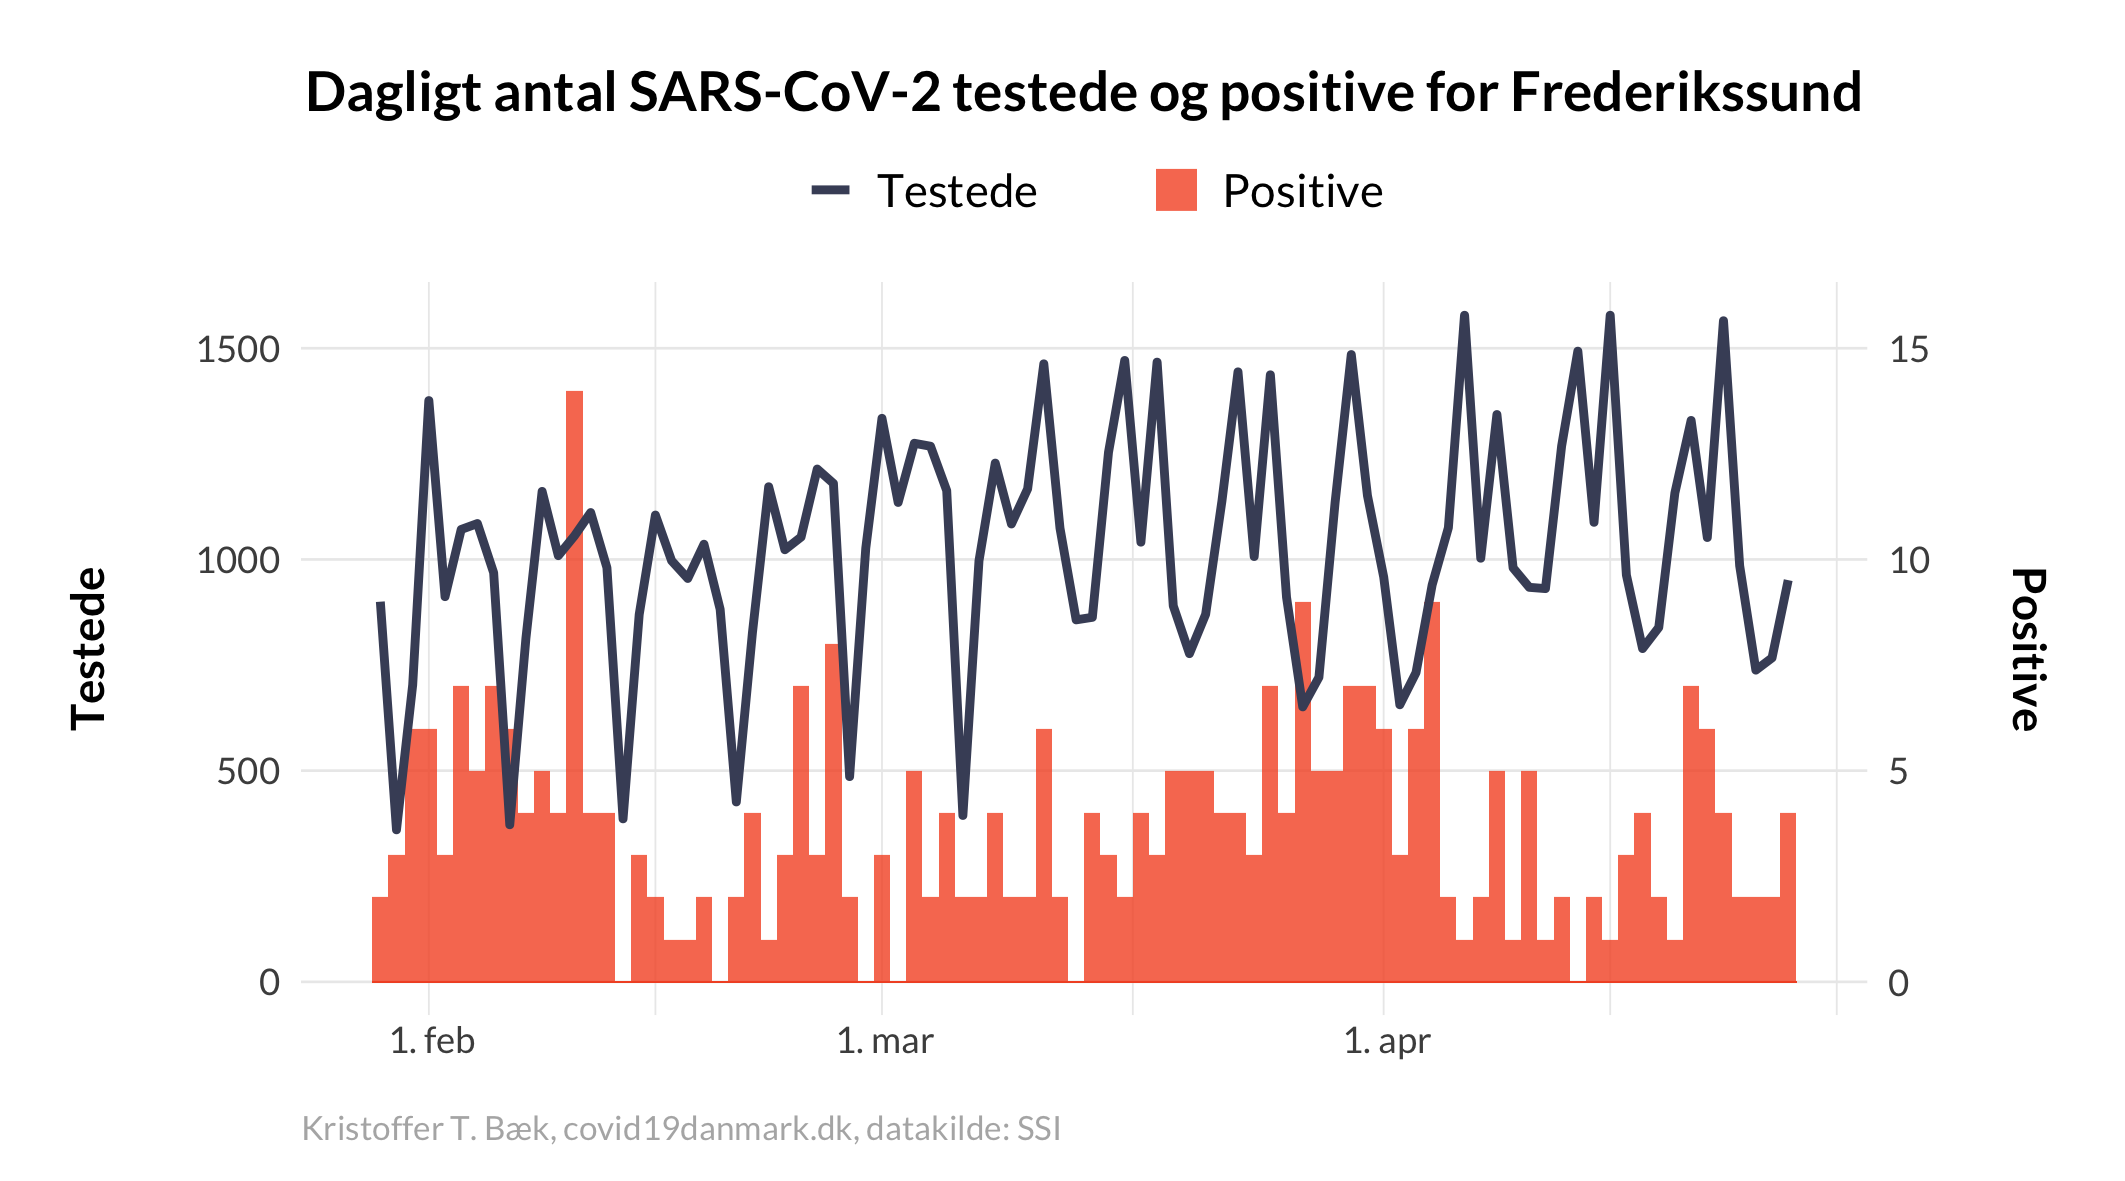 Dagligt antal SARS-CoV-2 testede og positive for Frederikssund
Testede
Positive
1500
1000
500
0
15
10
5
0
Testede
Positive
1. feb
1. mar
1. apr
Kristoffer T. Bæk, covid19danmark.dk, datakilde: SSI